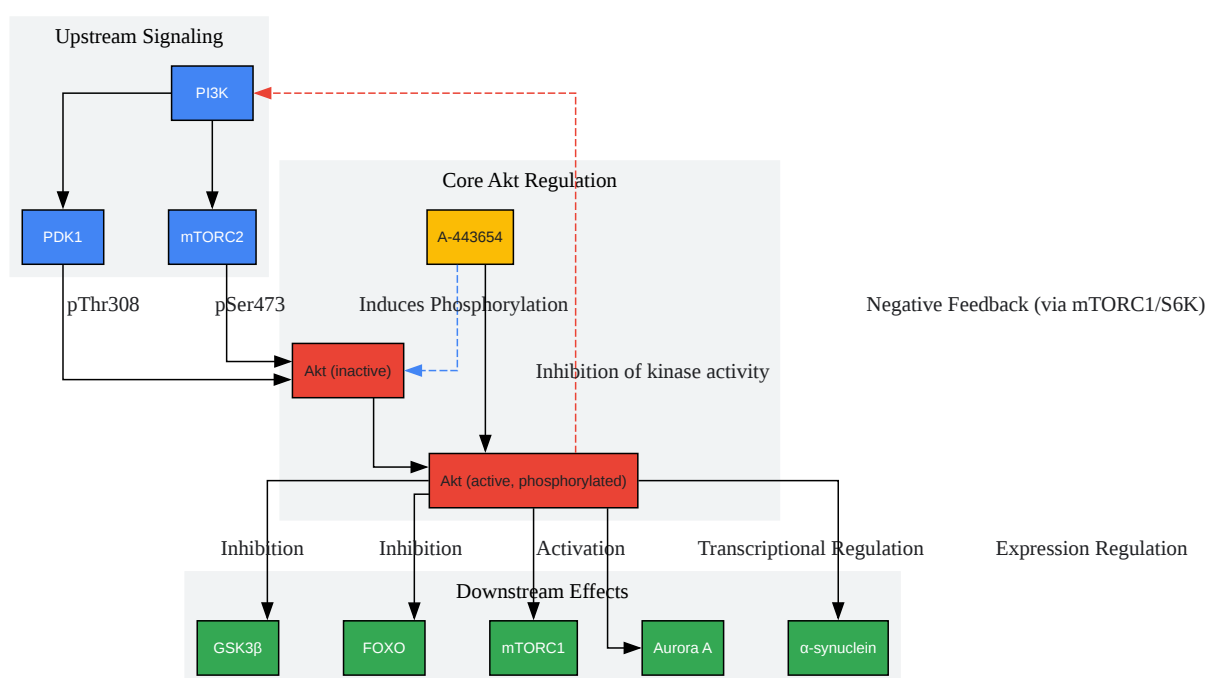 Upstream Signaling
PI3K
Core Akt Regulation
PDK1
mTORC2
A-443654
pThr308
pSer473
Induces Phosphorylation
Negative Feedback (via mTORC1/S6K)
Akt (inactive)
Inhibition of kinase activity
Akt (active, phosphorylated)
Inhibition
Inhibition
Activation
Transcriptional Regulation
Expression Regulation
Downstream Effects
GSK3β
FOXO
mTORC1
Aurora A
α-synuclein